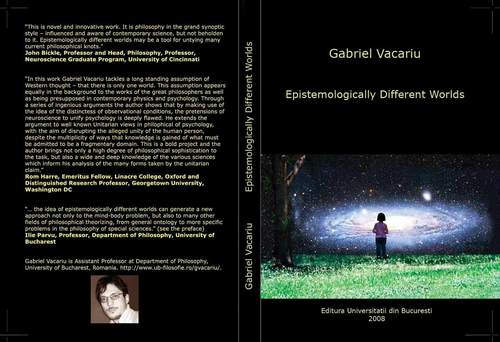 “This is novel and innovative work. It is philosophy in the grand synoptic
style – influenced and aware of contemporary science, but not beholden
to it. Epistemologically different worlds may be a tool for untying many
current philosophical knots.”
John Bickle, Professor and Head, Philosophy, Professor,
Neuroscience Graduate Program, University of Cincinnati
“In this work Gabriel Vacariu tackles a long standing assumption of
Western thought – that there is only one world. This assumption appears
equally in the background to the works of the great philosophers as well
as being presupposed in contemporary physics and psychology. Through
a series of ingenious arguments the author shows that by making use of
the idea of the distinctess of observational conditions, the pretensions of
neuroscience to unify psychology is deeply flawed. He extends the
argument to well known Unitarian views in philophical of psychology,
with the aim of disrupting the alleged unity of the human person,
despite the multiplicity of ways that knowledge is gained of what must
be admitted to be a fragmentary domain. This is a bold project and the
author brings not only a high degree of philosophical sophistication to
the task, but also a wide and deep knowledge of the various sciences
which inform his analysis of the many forms taken by the unitarian
claim.”
Rom Harre, Emeritus Fellow, Linacre College, Oxford and
Distinguished Research Professor, Georgetown University,
Washington DC
“... the idea of epistemologically different worlds can generate a new
approach not only to the mind-body problem, but also to many other
fields of philosophical theorizing, from general ontology to more specific
problems in the philosophy of special sciences.” (see the preface)
Ilie Parvu, Professor, Department of Philosophy, University of
Bucharest
Gabriel Vacariu is Assistant Professor at Department of Philosophy,
University of Bucharest, Romania. http://www.ub-filosofie.ro/gvacariu/.
Gabriel Vacariu
Epistemologically Different Worlds
Gabriel Vacariu
Epistemologically Different Worlds
Editura Universitatii din Bucuresti
2008